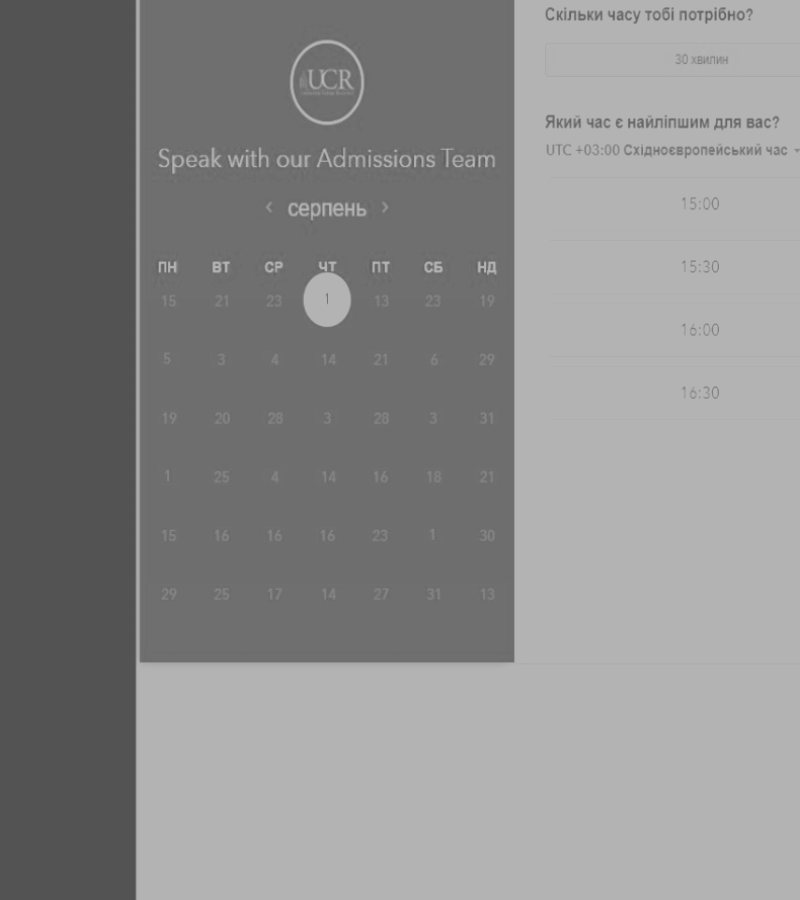 UCR
Speak with our Admissions Team
‹ серпень ›
ПН ВТ СР ЧТ ПТ СБ НД
15 21 23 1 13 23 19
5 3 4 14 21 6 29
19 20 28 3 28 3 31
1 25 4 14 16 18 21
15 16 16 16 23 1 30
29 25 17 14 27 31 13
Скільки часу тобі потрібно?
30 хвилин
Який час є найліпшим для вас?
UTC +03:00 Східноєвропейський час
15:00
15:30
16:00
16:30